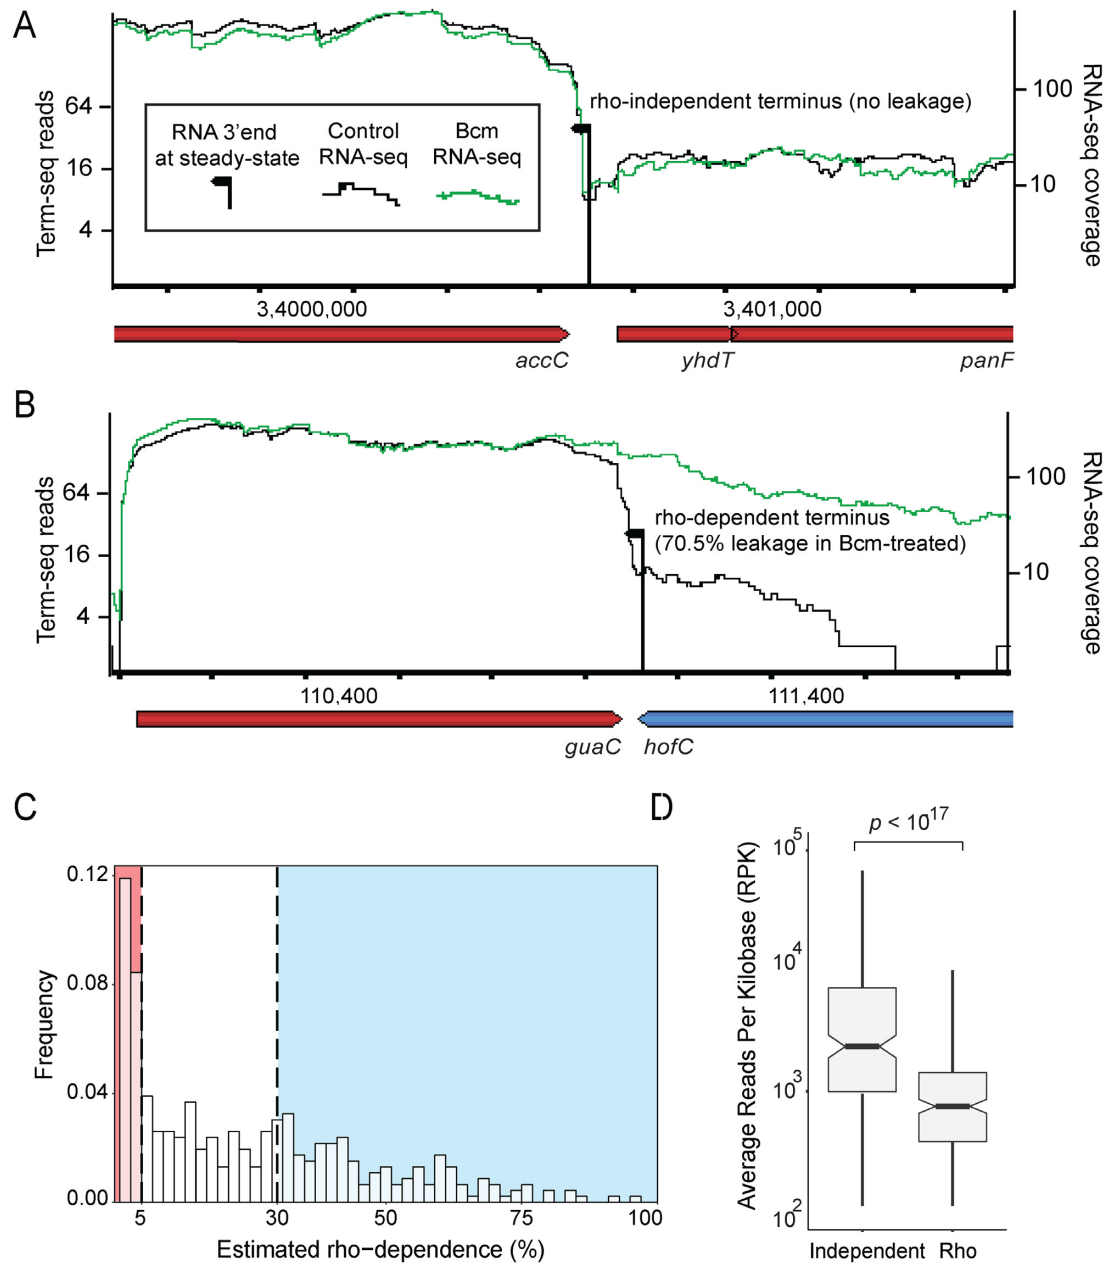 A
Term-seq reads
64
16
4
RNA 3'end
at steady-state
Control
RNA-seq
Bcm
RNA-seq
rho-independent terminus (no leakage)
100
10
RNA-seq coverage
3,4000,000
3,401,000
accC
yhdT
panF
B
Term-seq reads
64
16
4
rho-dependent terminus
(70.5% leakage in Bcm-treated)
100
10
RNA-seq coverage
110,400
111,400
guaC
hofC
C
Frequency
0.12
0.08
0.04
0.00
5
30
50
75
100
Estimated rho-dependence (%)
D
p < 10^17
Average Reads Per Kilobase (RPK)
10^5
10^4
10^3
10^2
Independent
Rho